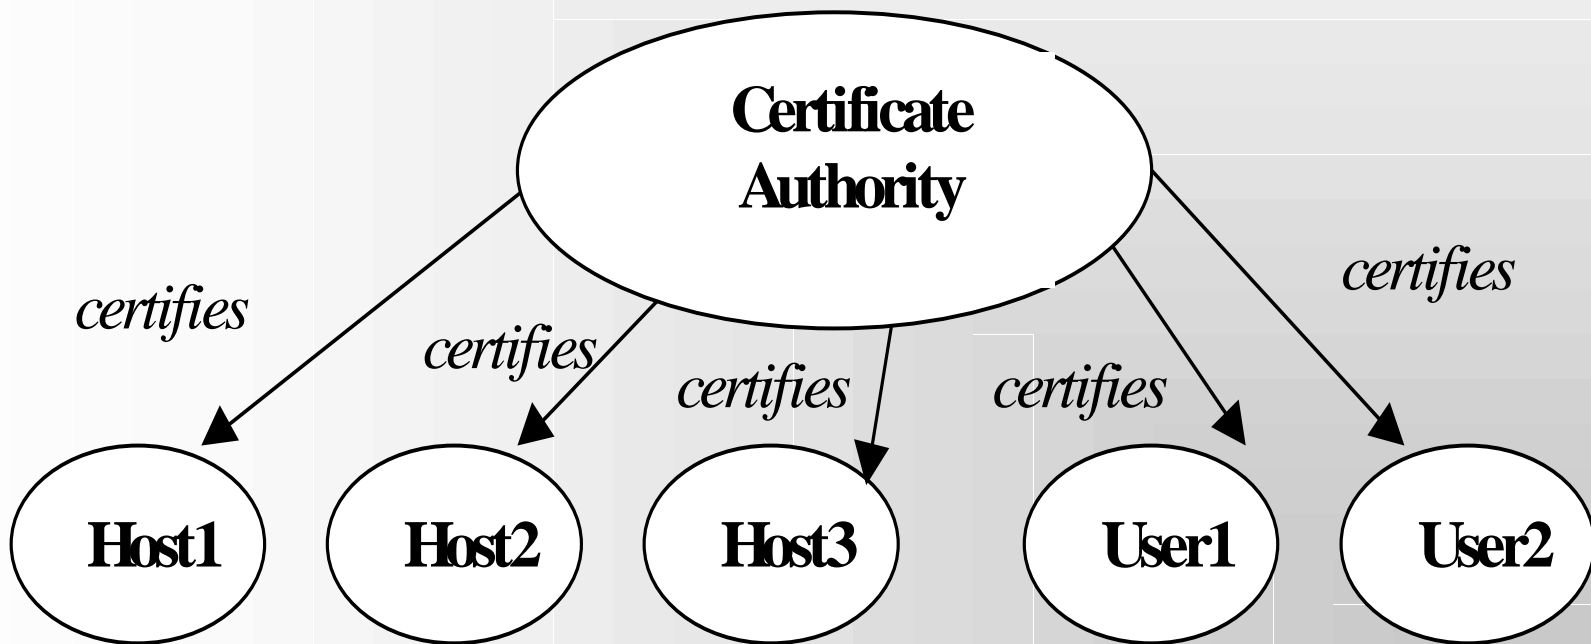 Certificate
Authority
certifies
certifies
certifies
certifies
certifies
Host1
Host2
Host3
User1
User2